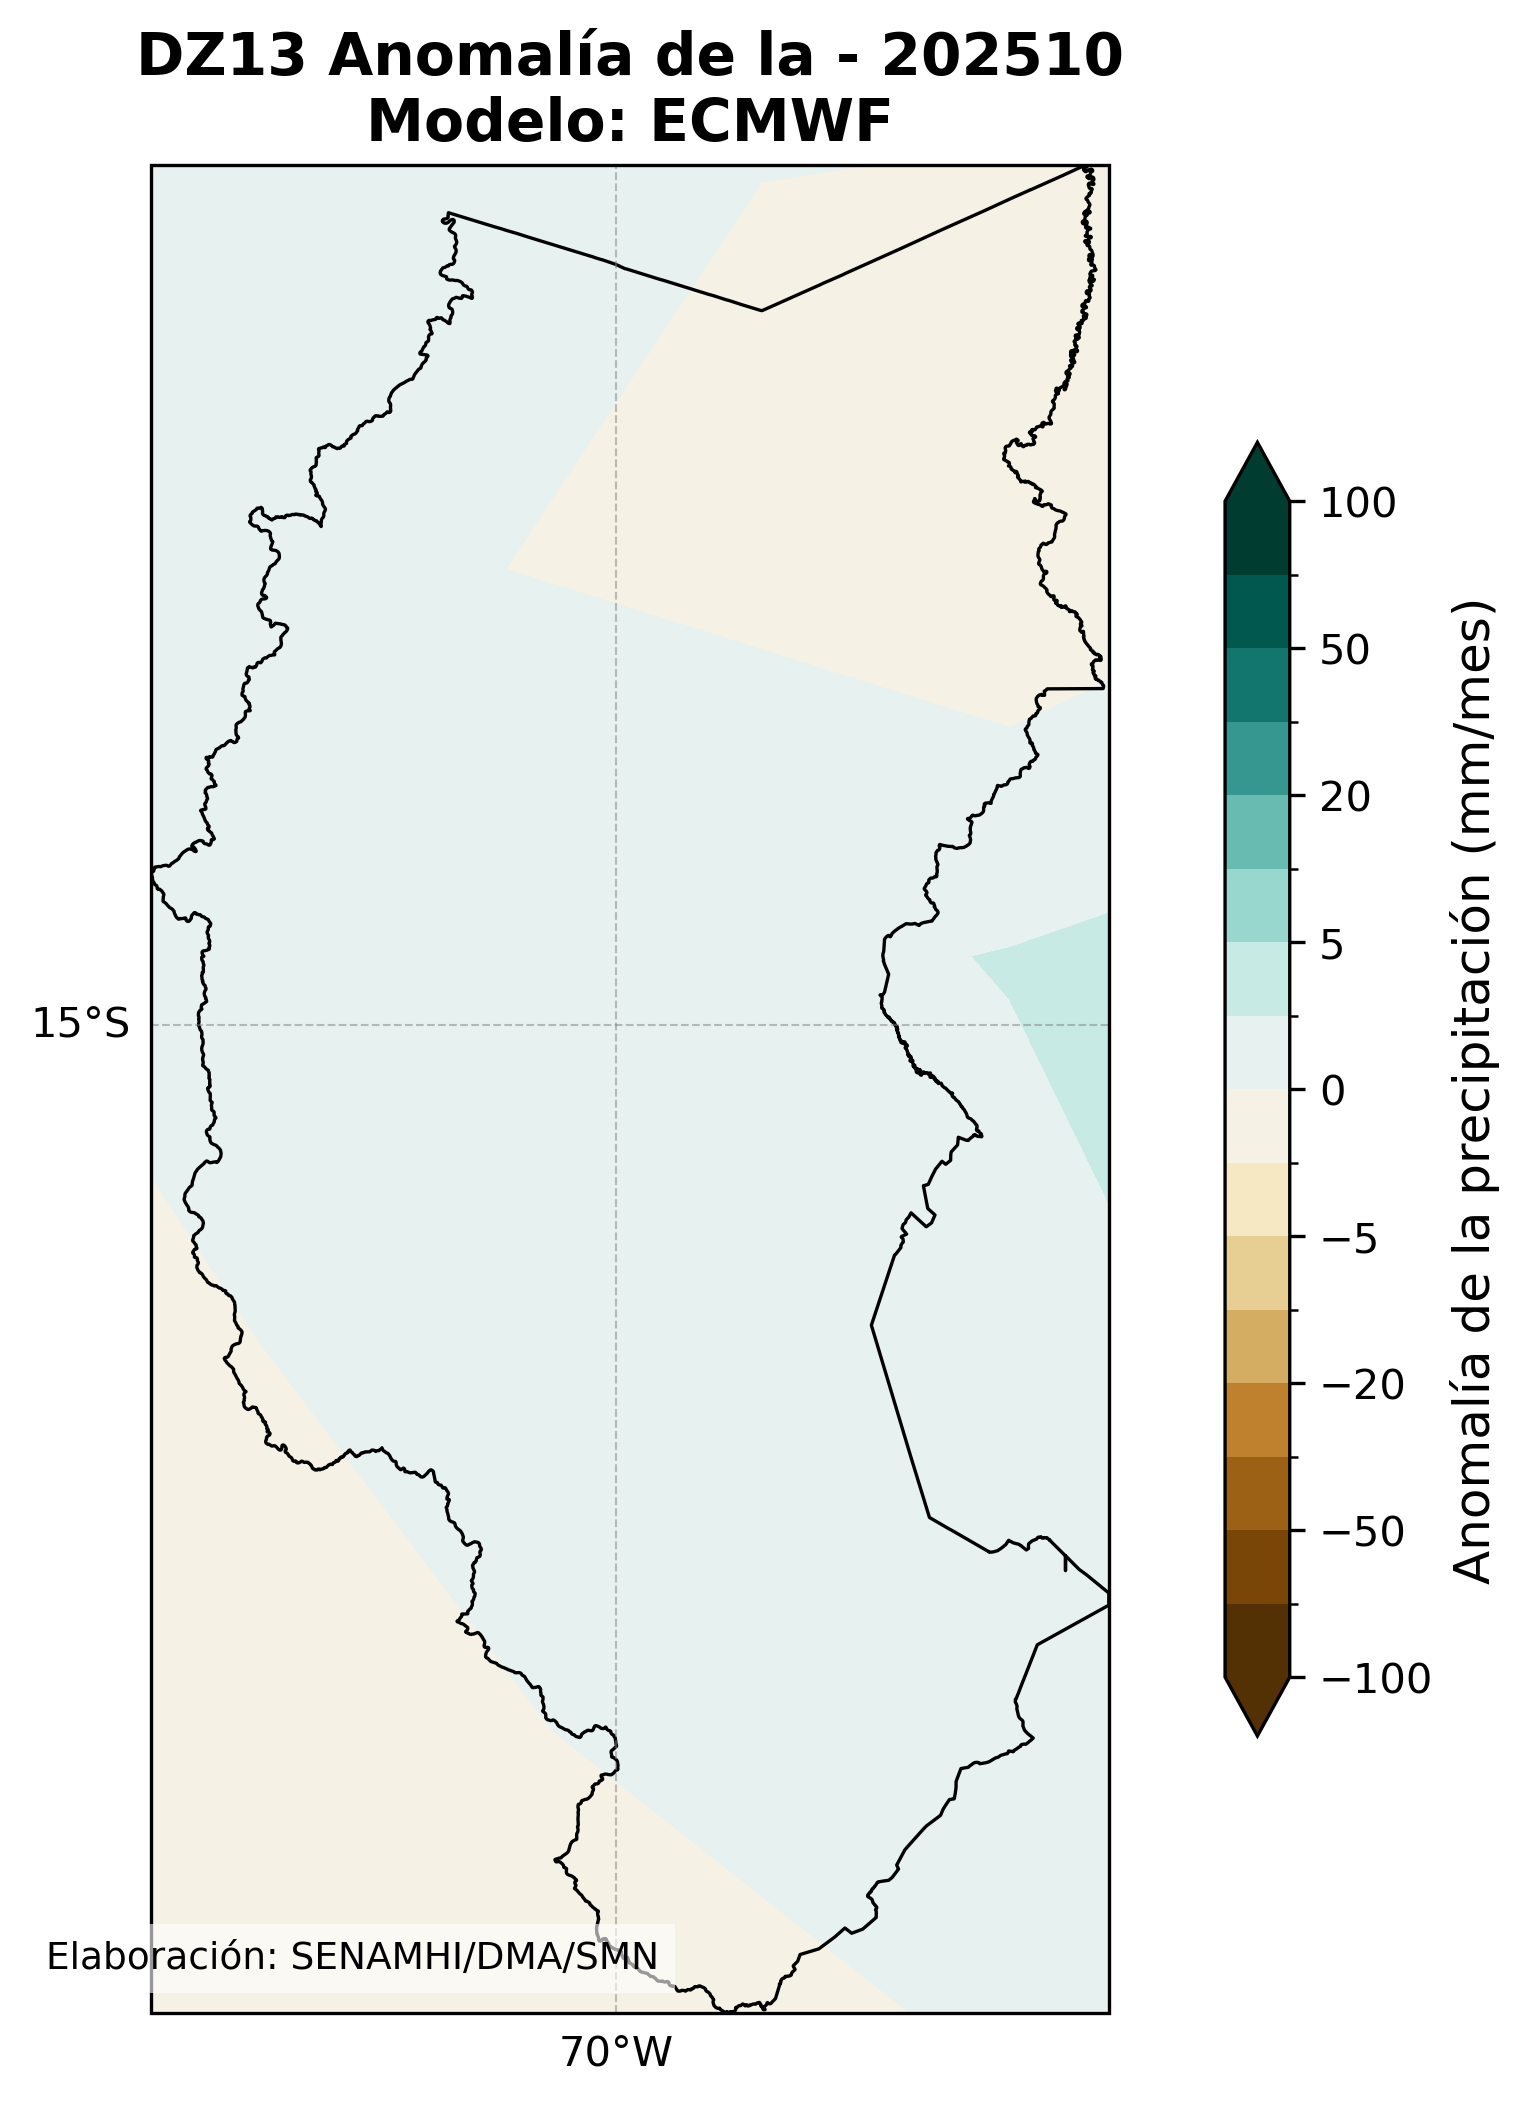 DZ13 Anomalía de la - 202510
Modelo: ECMWF
100
50
20
5
0
−5
−20
−50
−100
Anomalía de la precipitación (mm/mes)
15°S
Elaboración: SENAMHI/DMA/SMN
70°W